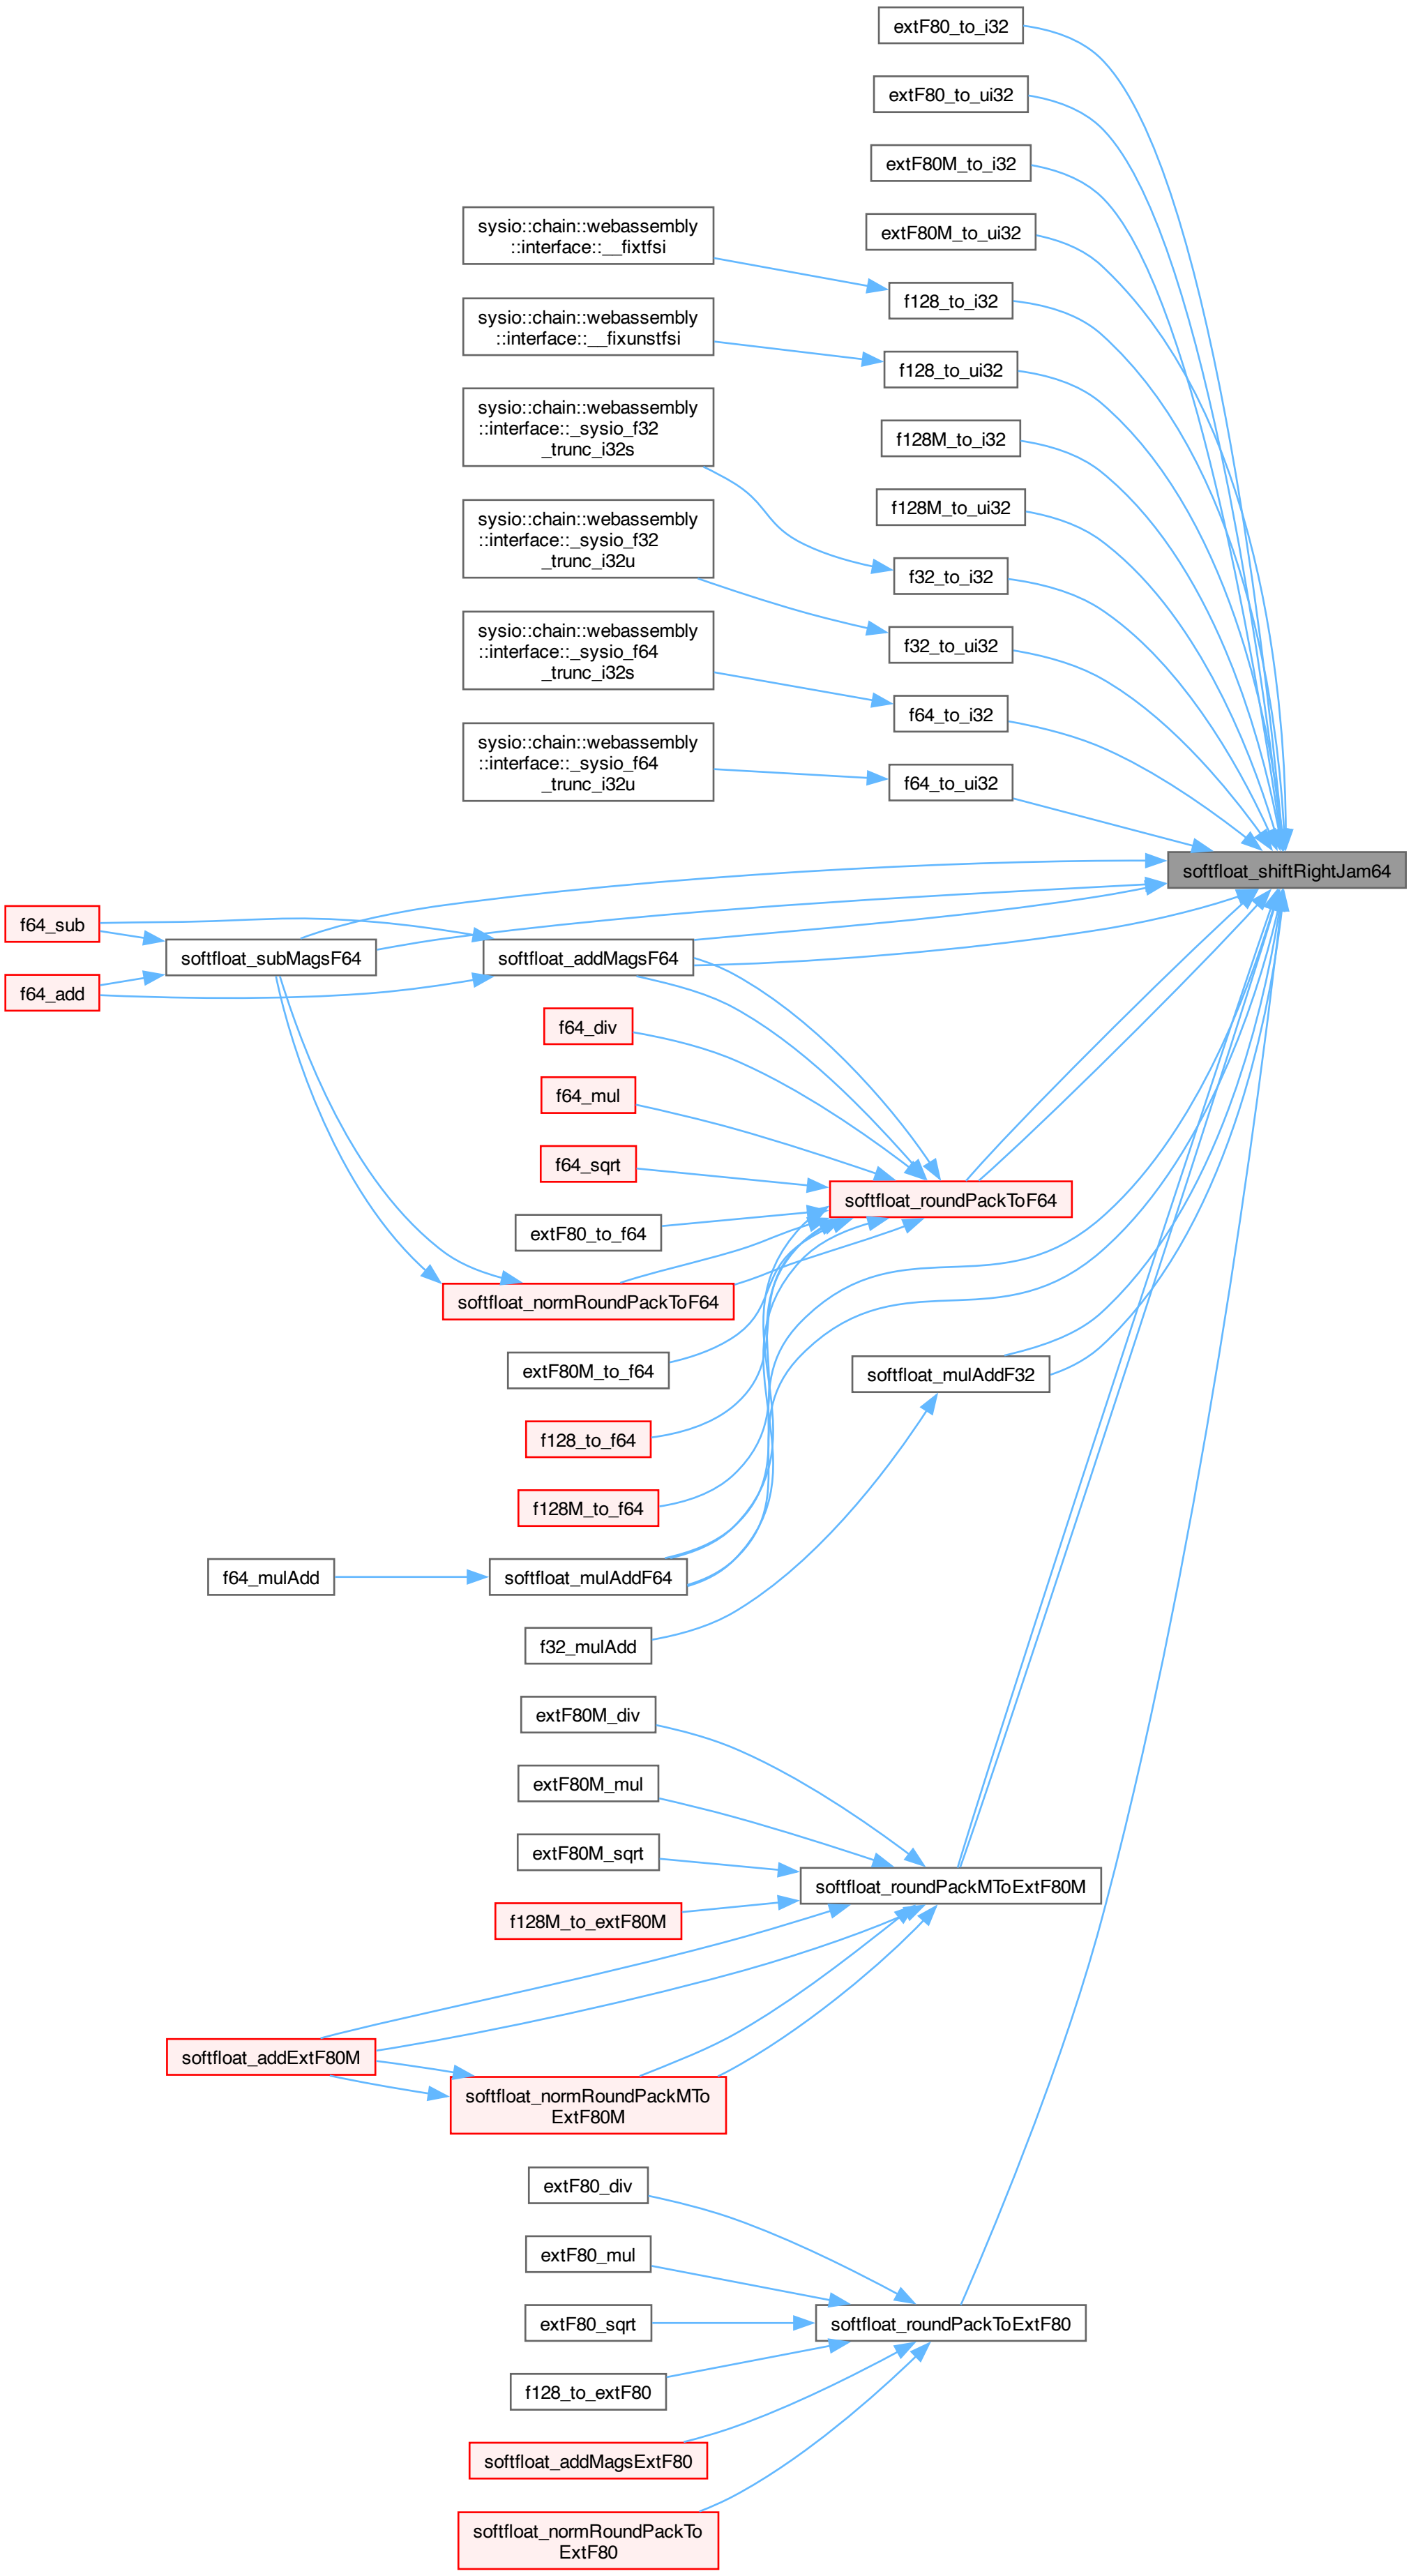 extF80_to_i32
extF80_to_ui32
extF80M_to_i32
extF80M_to_ui32
sysio::chain::webassembly
::interface::__fixtfsi
f128_to_i32
sysio::chain::webassembly
::interface::__fixunstfsi
f128_to_ui32
sysio::chain::webassembly
::interface::_sysio_f32
_trunc_i32s
f128M_to_i32
f128M_to_ui32
sysio::chain::webassembly
::interface::_sysio_f32
_trunc_i32u
f32_to_i32
f32_to_ui32
sysio::chain::webassembly
::interface::_sysio_f64
_trunc_i32s
f64_to_i32
sysio::chain::webassembly
::interface::_sysio_f64
_trunc_i32u
f64_to_ui32
softfloat_shiftRightJam64
f64_sub
softfloat_subMagsF64
softfloat_addMagsF64
f64_add
f64_div
f64_mul
f64_sqrt
softfloat_roundPackToF64
extF80_to_f64
softfloat_normRoundPackToF64
extF80M_to_f64
softfloat_mulAddF32
f128_to_f64
f128M_to_f64
f64_mulAdd
softfloat_mulAddF64
f32_mulAdd
extF80M_div
extF80M_mul
extF80M_sqrt
softfloat_roundPackMToExtF80M
f128M_to_extF80M
softfloat_addExtF80M
softfloat_normRoundPackMTo
ExtF80M
extF80_div
extF80_mul
extF80_sqrt
softfloat_roundPackToExtF80
f128_to_extF80
softfloat_addMagsExtF80
softfloat_normRoundPackTo
ExtF80